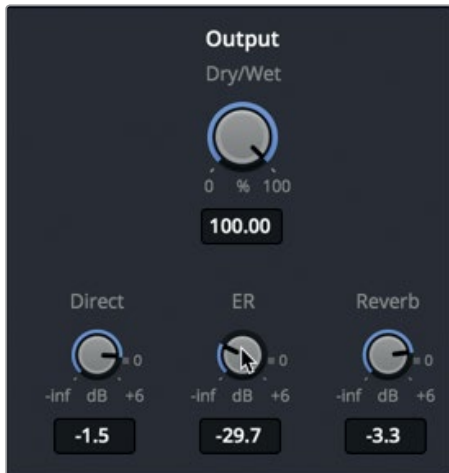 Output
Dry/Wet
0 % 100
100.00
Direct ER Reverb
0 0 0
-inf dB +6 -inf dB +6 -inf dB +6
-1.5 -29.7 -3.3